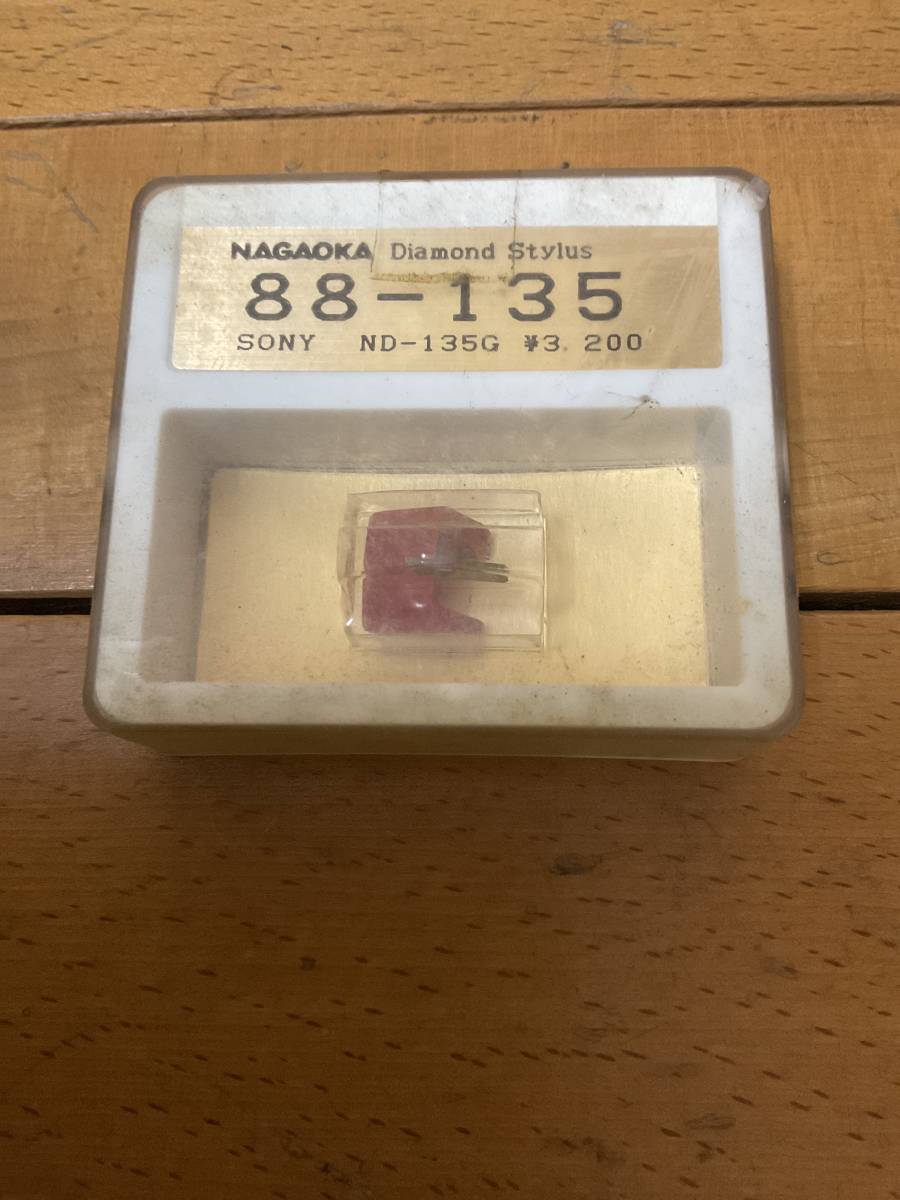 NAGAOKA Diamond Stylus
88-135
SONY ND-135G ¥3.200